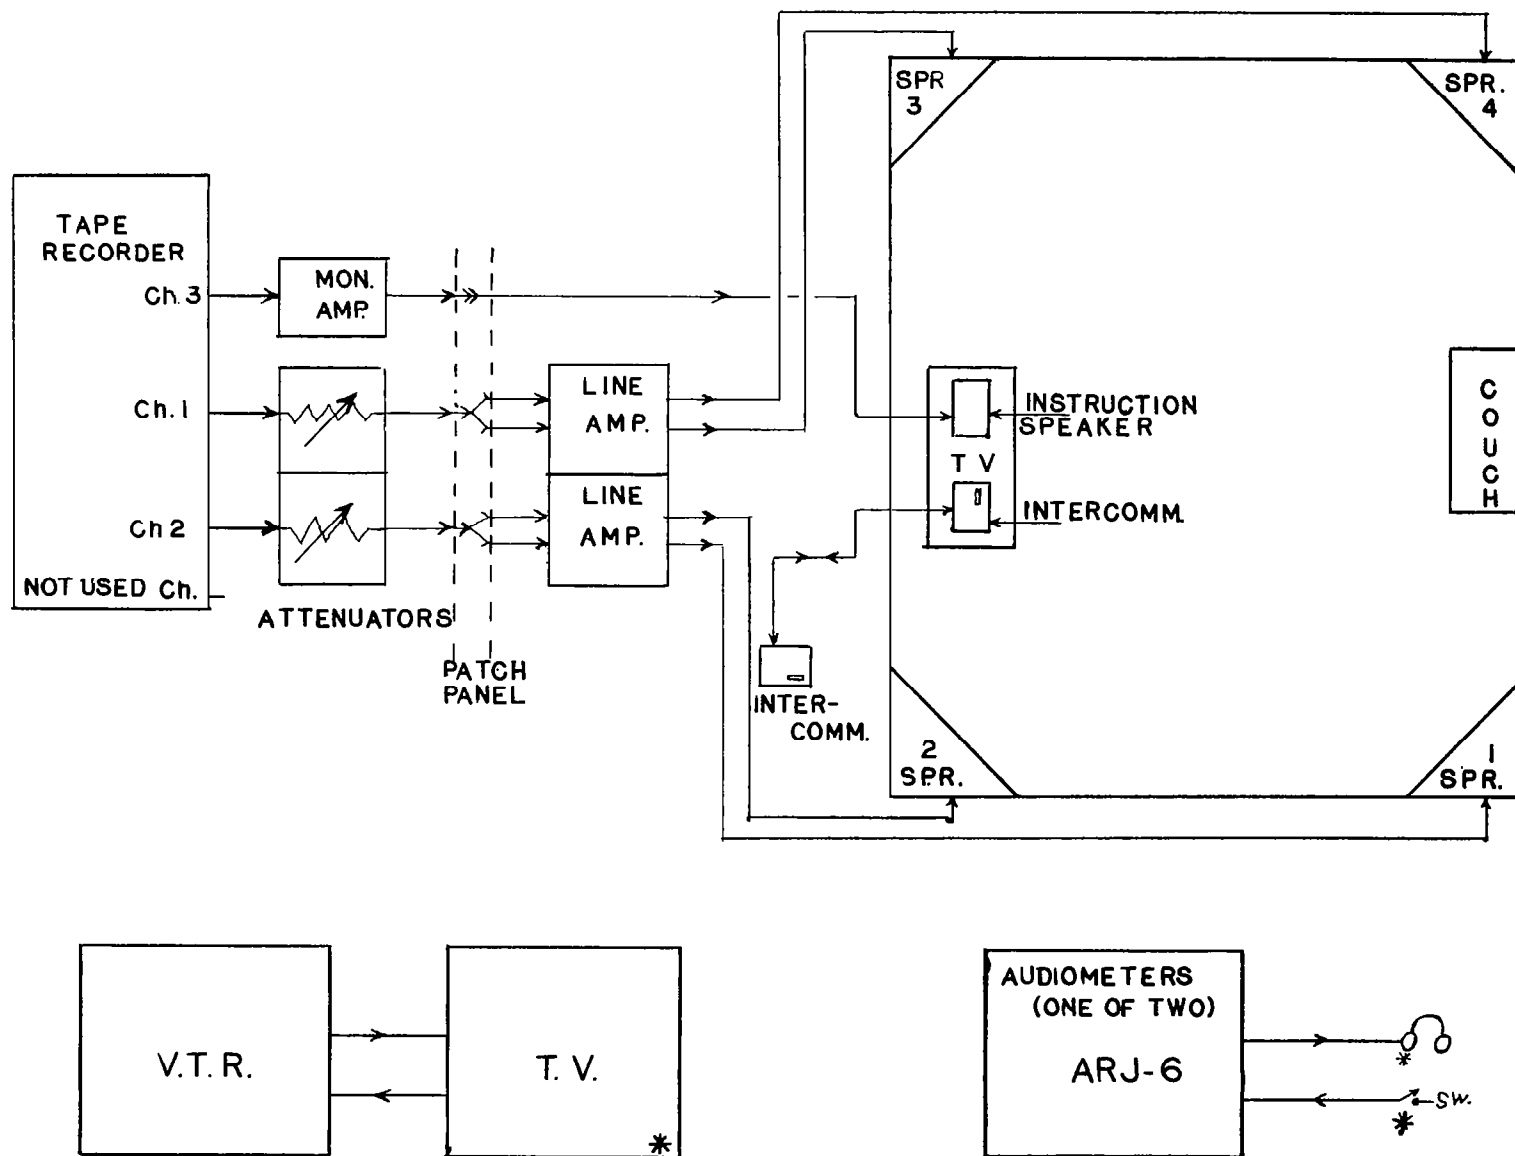 SPR
3
SPR.
4
TAPE
RECORDER
Ch. 3
MON.
AMP.
Ch. 1
LINE
AMP.
INSTRUCTION
SPEAKER
T V
COUCH
Ch 2
LINE
AMP.
INTERCOMM.
NOT USED Ch.
ATTENUATORS
PATCH
PANEL
INTER-
COMM.
2
SPR.
1
SPR.
V.T.R.
T.V.
*
AUDIOMETERS
(ONE OF TWO)
ARJ-6
*
SW.
*